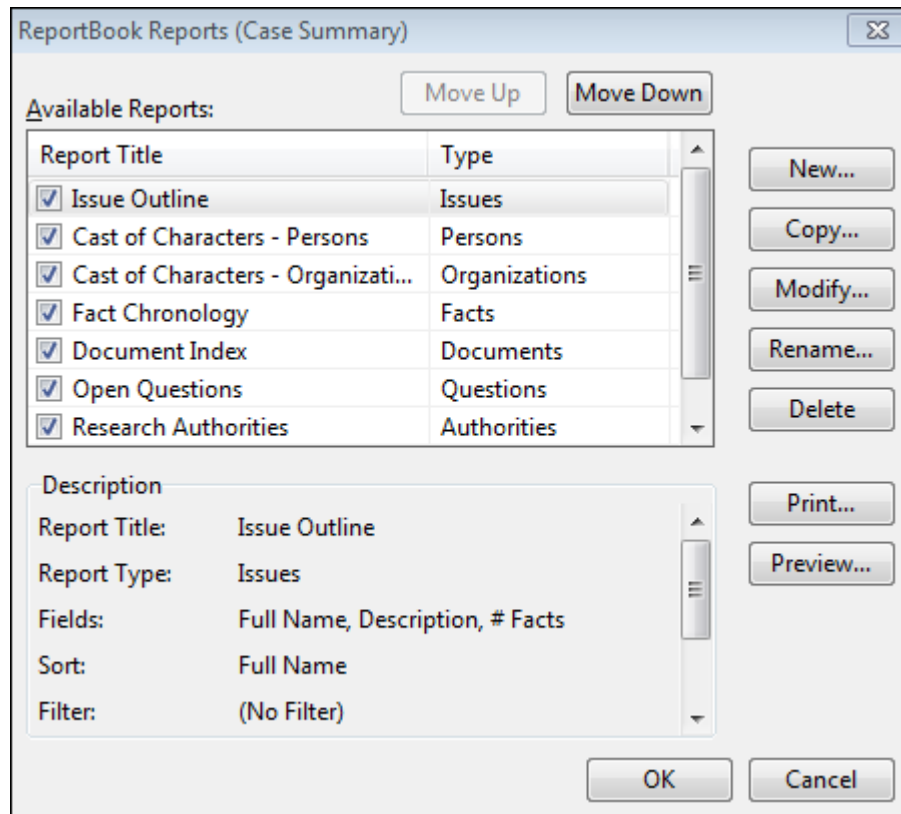 ReportBook Reports (Case Summary)
Move Up Move Down
Available Reports:
Report Title Type
Issue Outline Issues
Cast of Characters - Persons Persons
Cast of Characters - Organizati... Organizations
Fact Chronology Facts
Document Index Documents
Open Questions Questions
Research Authorities Authorities
New...
Copy...
Modify...
Rename...
Delete
Print...
Preview...
Description
Report Title: Issue Outline
Report Type: Issues
Fields: Full Name, Description, # Facts
Sort: Full Name
Filter: (No Filter)
OK Cancel